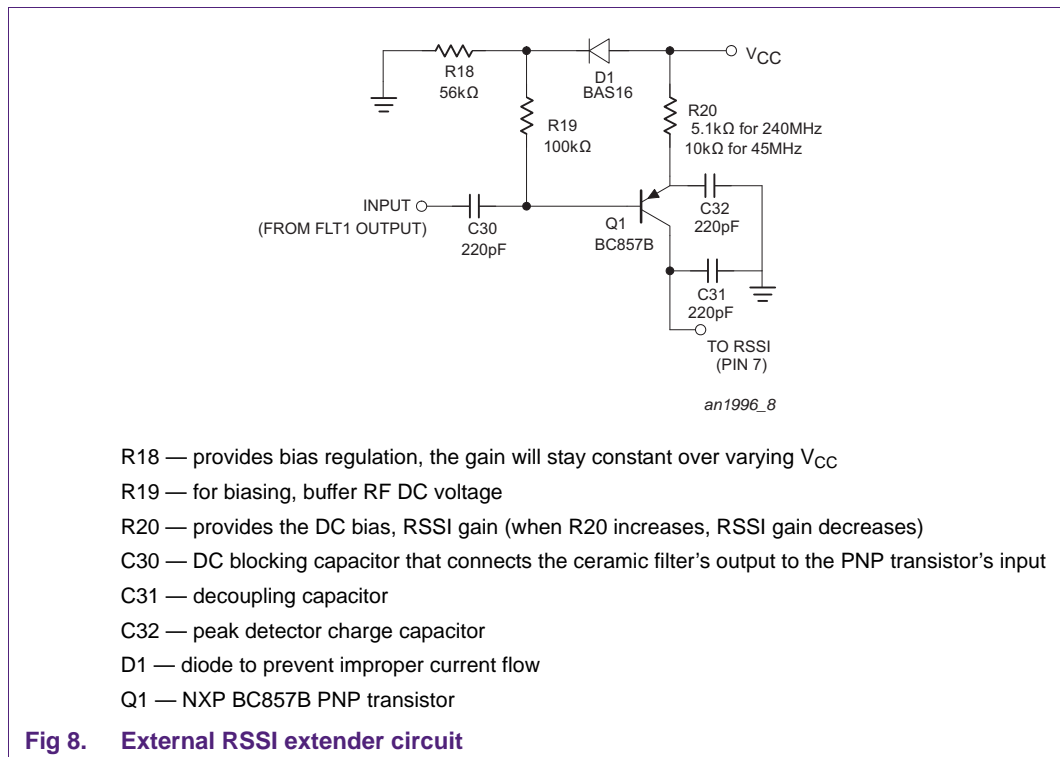 R18
56kΩ
D1
BAS16
VCC
R19
100kΩ
R20
5.1kΩ for 240MHz
10kΩ for 45MHz
INPUT
(FROM FLT1 OUTPUT)
C30
220pF
Q1
BC857B
C32
220pF
C31
220pF
TO RSSI
(PIN 7)
an1996_8
R18 — provides bias regulation, the gain will stay constant over varying VCC
R19 — for biasing, buffer RF DC voltage
R20 — provides the DC bias, RSSI gain (when R20 increases, RSSI gain decreases)
C30 — DC blocking capacitor that connects the ceramic filter's output to the PNP transistor's input
C31 — decoupling capacitor
C32 — peak detector charge capacitor
D1 — diode to prevent improper current flow
Q1 — NXP BC857B PNP transistor
Fig 8. External RSSI extender circuit